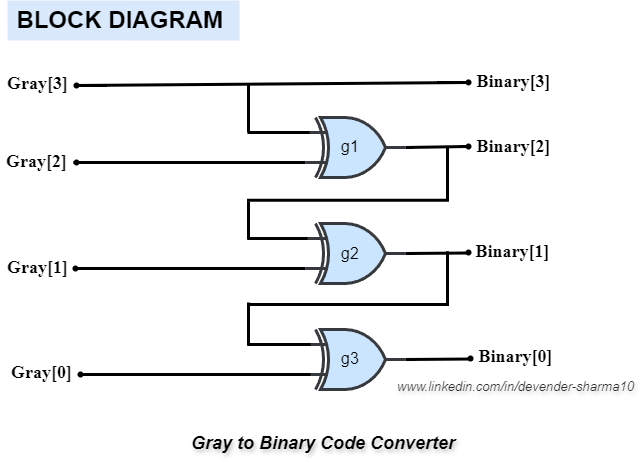 BLOCK DIAGRAM
Gray[3]
Binary[3]
g1
Binary[2]
Gray[2]
g2
Binary[1]
Gray[1]
g3
Binary[0]
Gray[0]
www.linkedin.com/in/devender-sharma10
Gray to Binary Code Converter